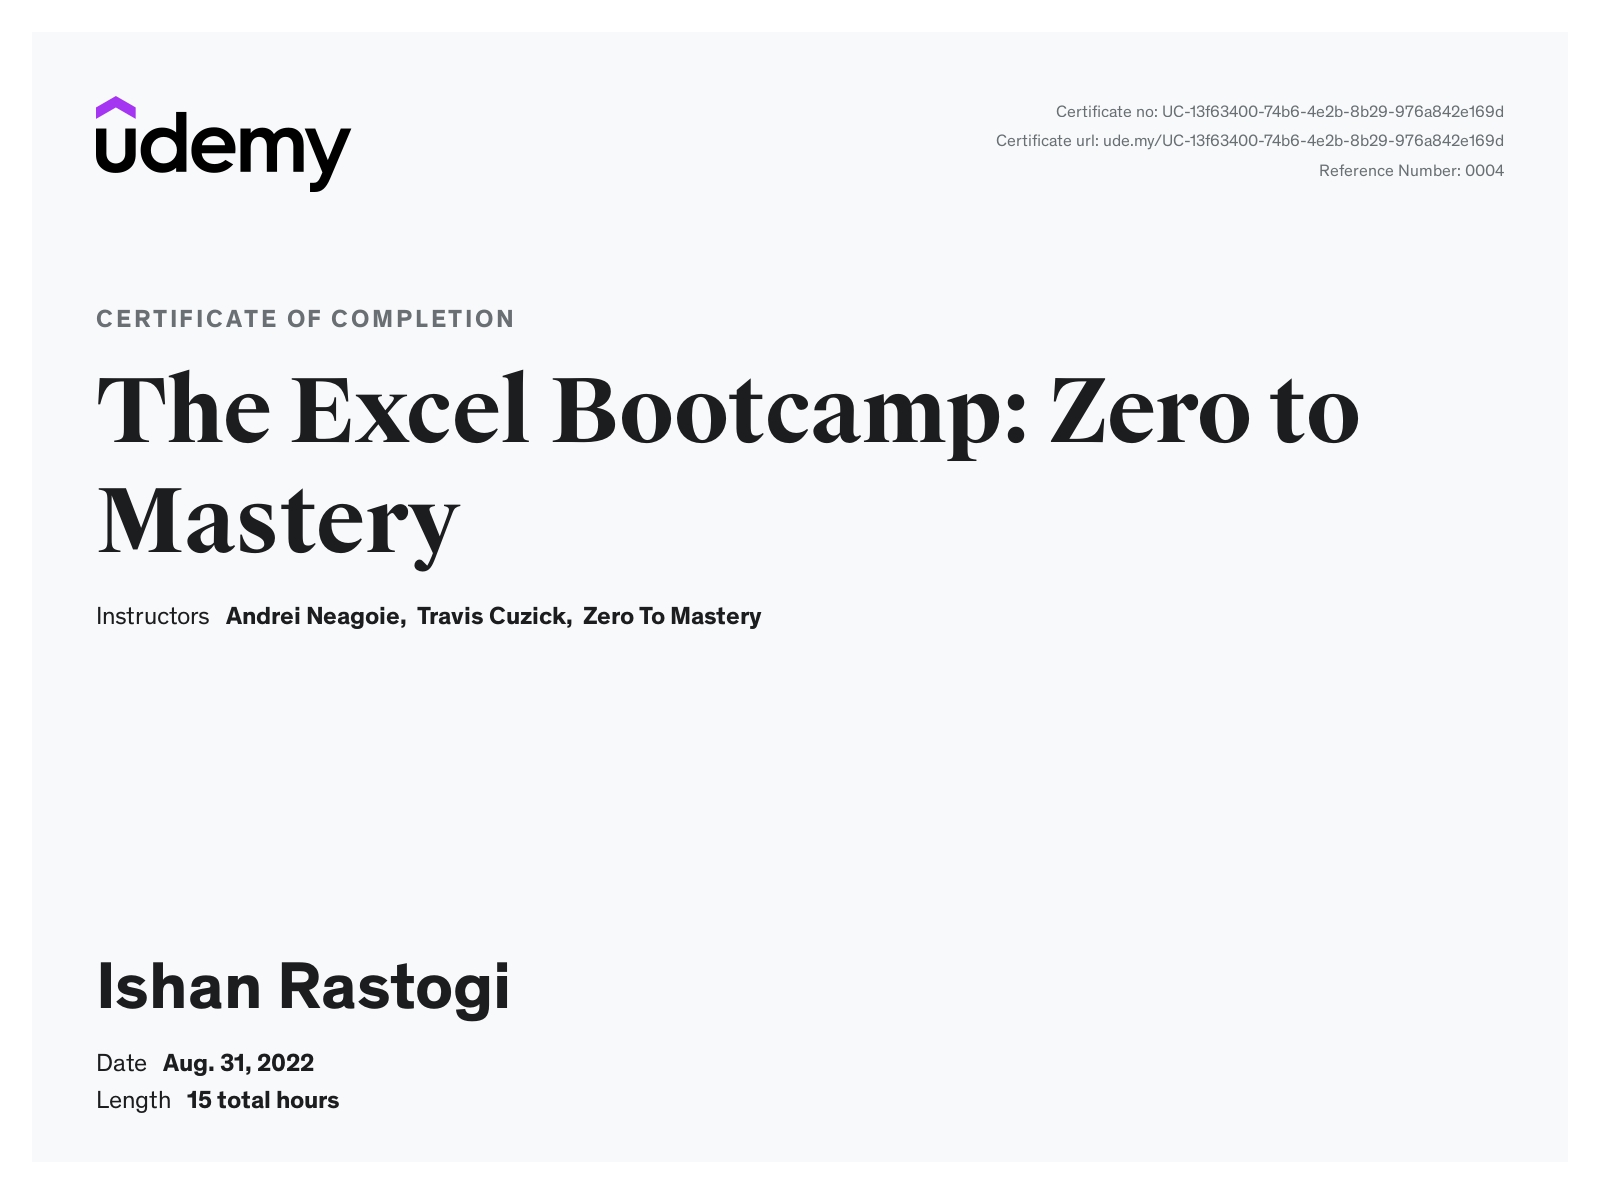 udemy
Certificate no: UC-13f63400-74b6-4e2b-8b29-976a842e169d
Certificate url: ude.my/UC-13f63400-74b6-4e2b-8b29-976a842e169d
Reference Number: 0004
CERTIFICATE OF COMPLETION
The Excel Bootcamp: Zero to
Mastery
Instructors Andrei Neagoie, Travis Cuzick, Zero To Mastery
Ishan Rastogi
Date Aug. 31, 2022
Length 15 total hours